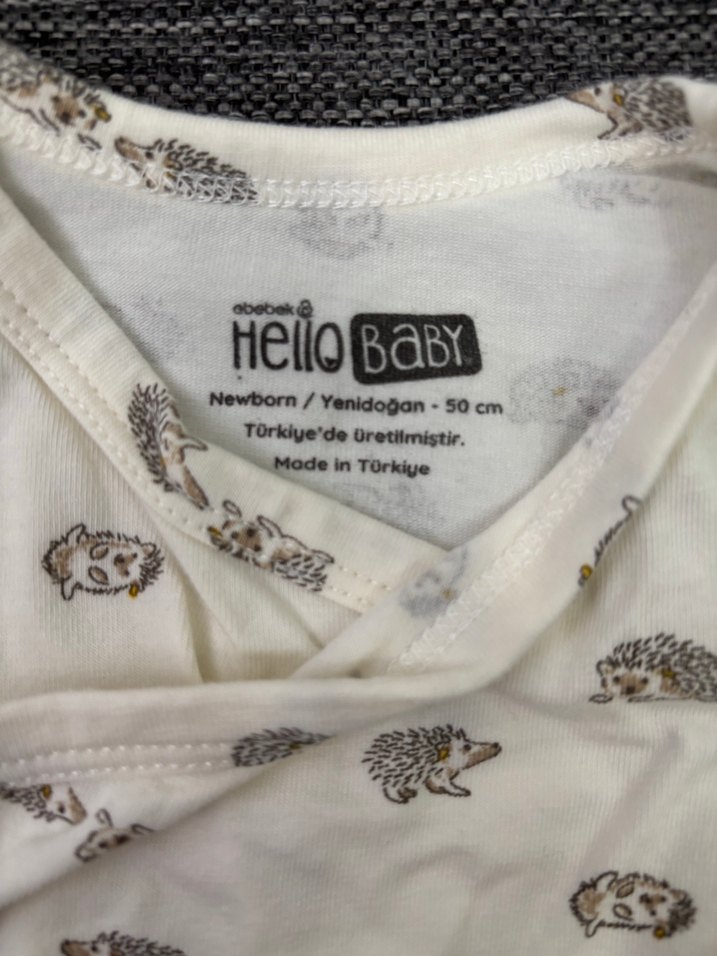 ebebek
Hello BaBY
Newborn / Yenidoğan - 50 cm
Türkiye'de üretilmiştir.
Made in Türkiye